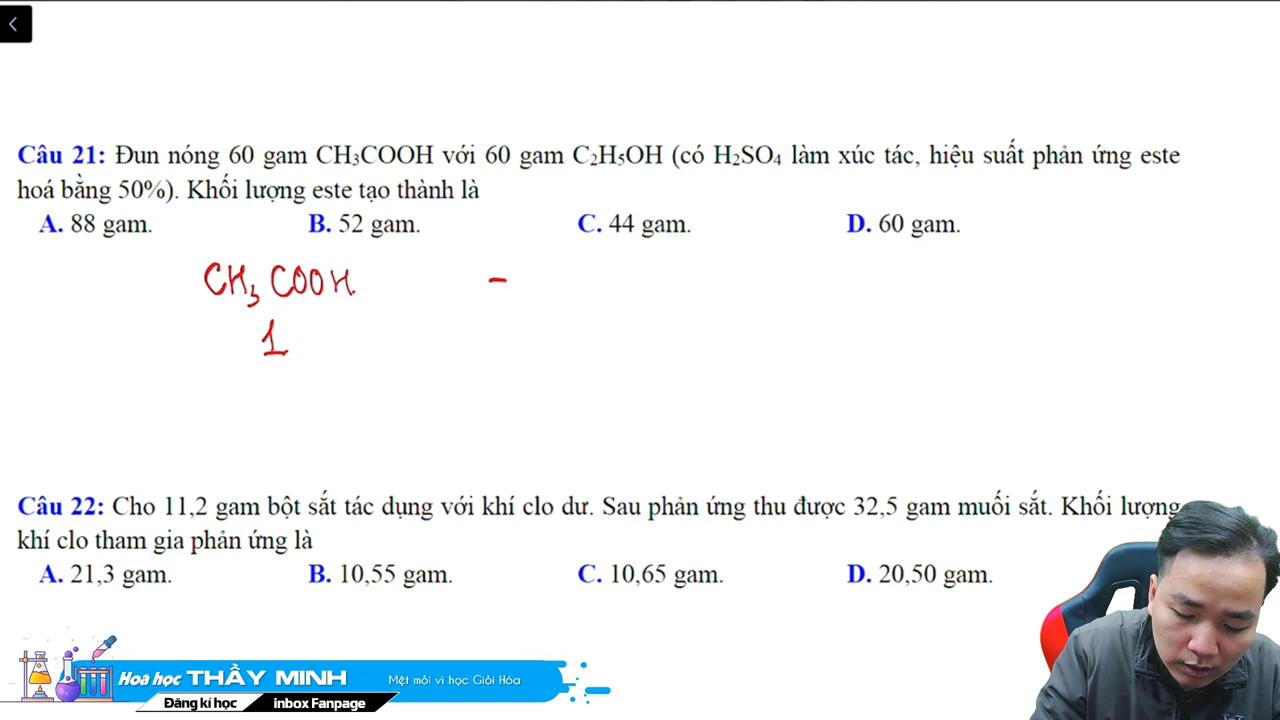 Câu 21: Đun nóng 60 gam CH₃COOH với 60 gam C₂H₅OH (có H₂SO₄ làm xúc tác, hiệu suất phản ứng este
hoá bằng 50%). Khối lượng este tạo thành là
A. 88 gam. B. 52 gam. C. 44 gam. D. 60 gam.
CH₃COOH -
1
Câu 22: Cho 11,2 gam bột sắt tác dụng với khí clo dư. Sau phản ứng thu được 32,5 gam muối sắt. Khối lượng
khí clo tham gia phản ứng là
A. 21,3 gam. B. 10,55 gam. C. 10,65 gam. D. 20,50 gam.
Hoá học THẦY MINH Mệt mỏi vì học Giỏi Hóa
Đăng kí học inbox Fanpage